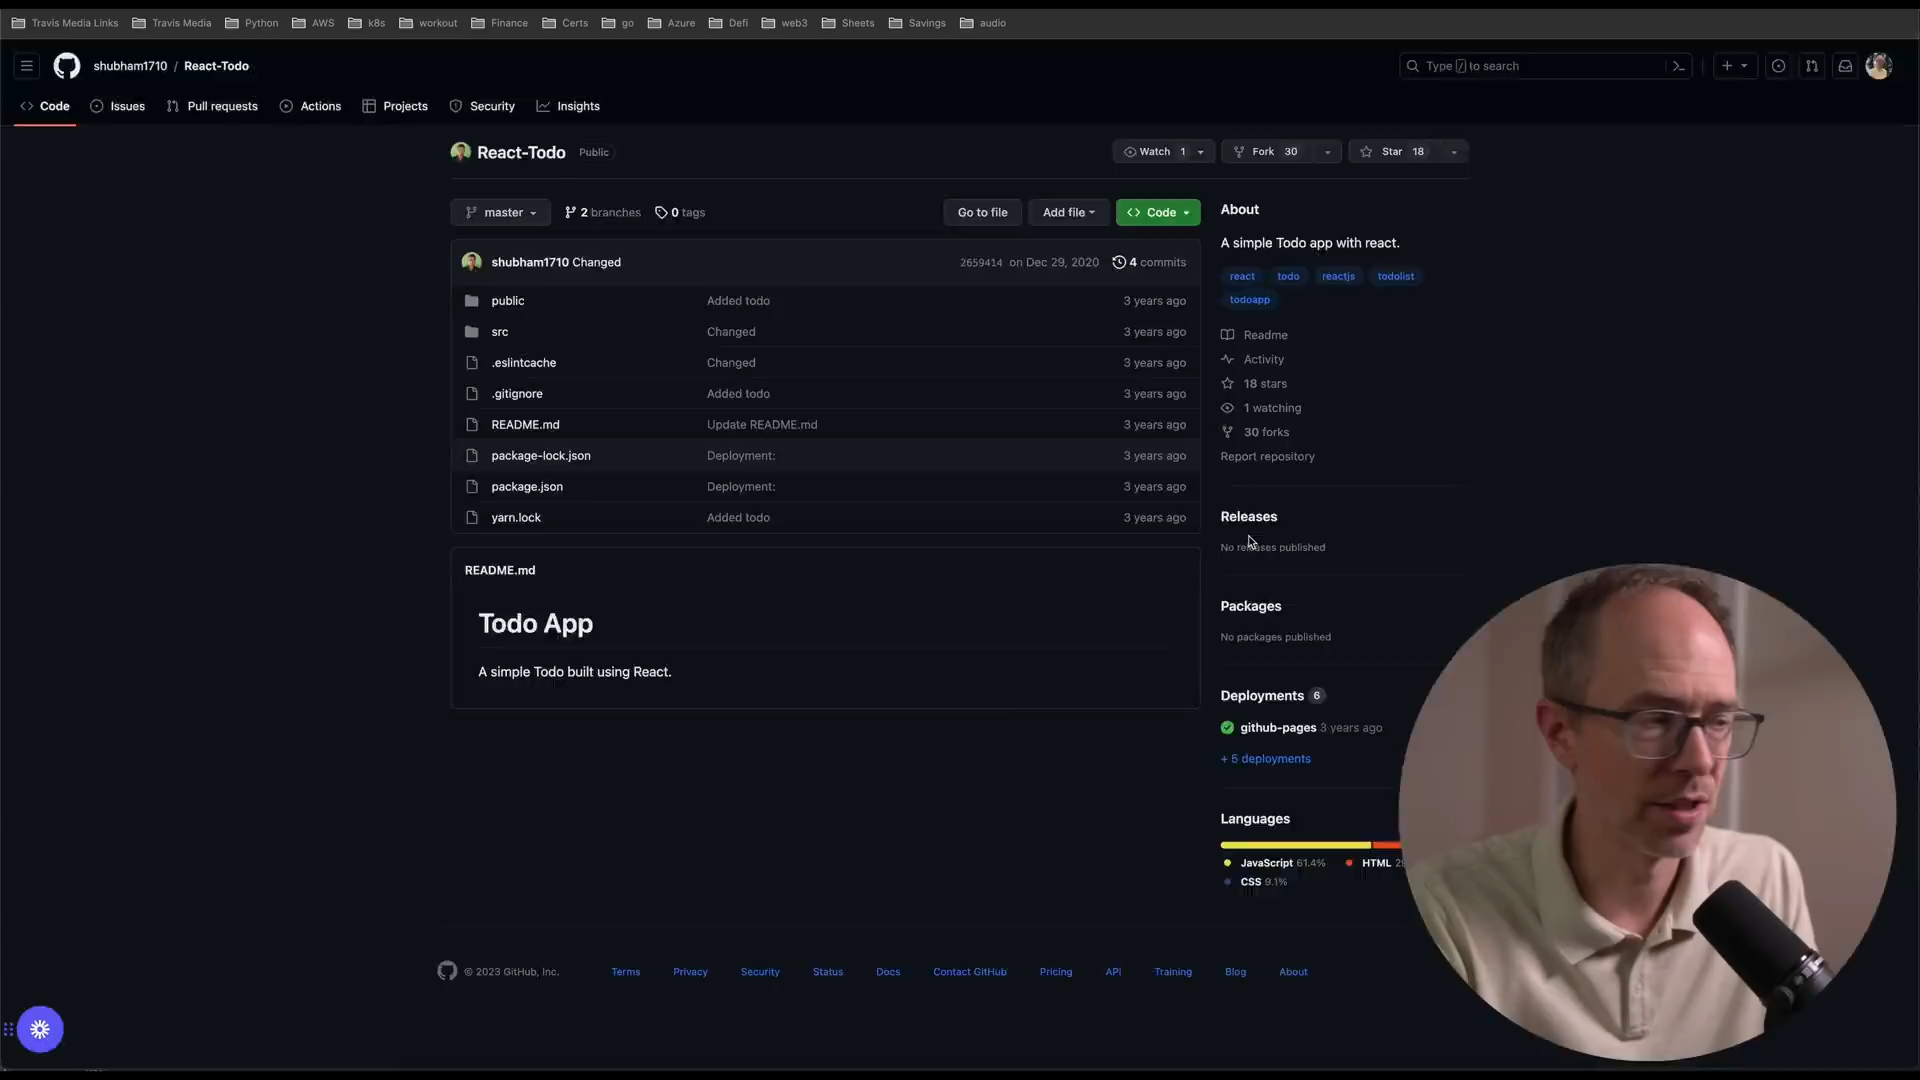 Travis Media Links Travis Media Python AWS k8s workout Finance Certs go Azure Defi web3 Sheets Savings audio
shubham1710 / React-Todo Type / to search
Code Issues Pull requests Actions Projects Security Insights
React-Todo Public Watch 1 Fork 30 Star 18
master 2 branches 0 tags Go to file Add file Code
shubham1710 Changed 2659414 on Dec 29, 2020 4 commits
public Added todo 3 years ago
src Changed 3 years ago
.eslintcache Changed 3 years ago
.gitignore Added todo 3 years ago
README.md Update README.md 3 years ago
package-lock.json Deployment: 3 years ago
package.json Deployment: 3 years ago
yarn.lock Added todo 3 years ago
README.md
Todo App
A simple Todo built using React.
About
A simple Todo app with react.
react todo reactjs todolist
todoapp
Readme
Activity
18 stars
1 watching
30 forks
Report repository
Releases
No releases published
Packages
No packages published
Deployments 6
github-pages 3 years ago
+ 5 deployments
Languages
JavaScript 61.4% HTML
CSS 9.1%
© 2023 GitHub, Inc. Terms Privacy Security Status Docs Contact GitHub Pricing API Training Blog About